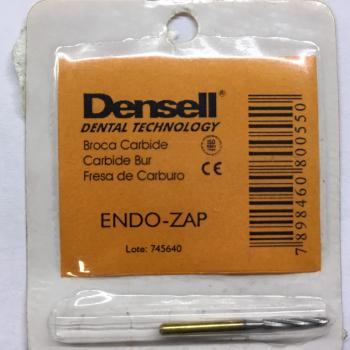 Densell®
DENTAL TECHNOLOGY
Broca Carbide
Carbide Bur
Fresa de Carburo
CE
ENDO-ZAP
Lote: 745640
7898460800550